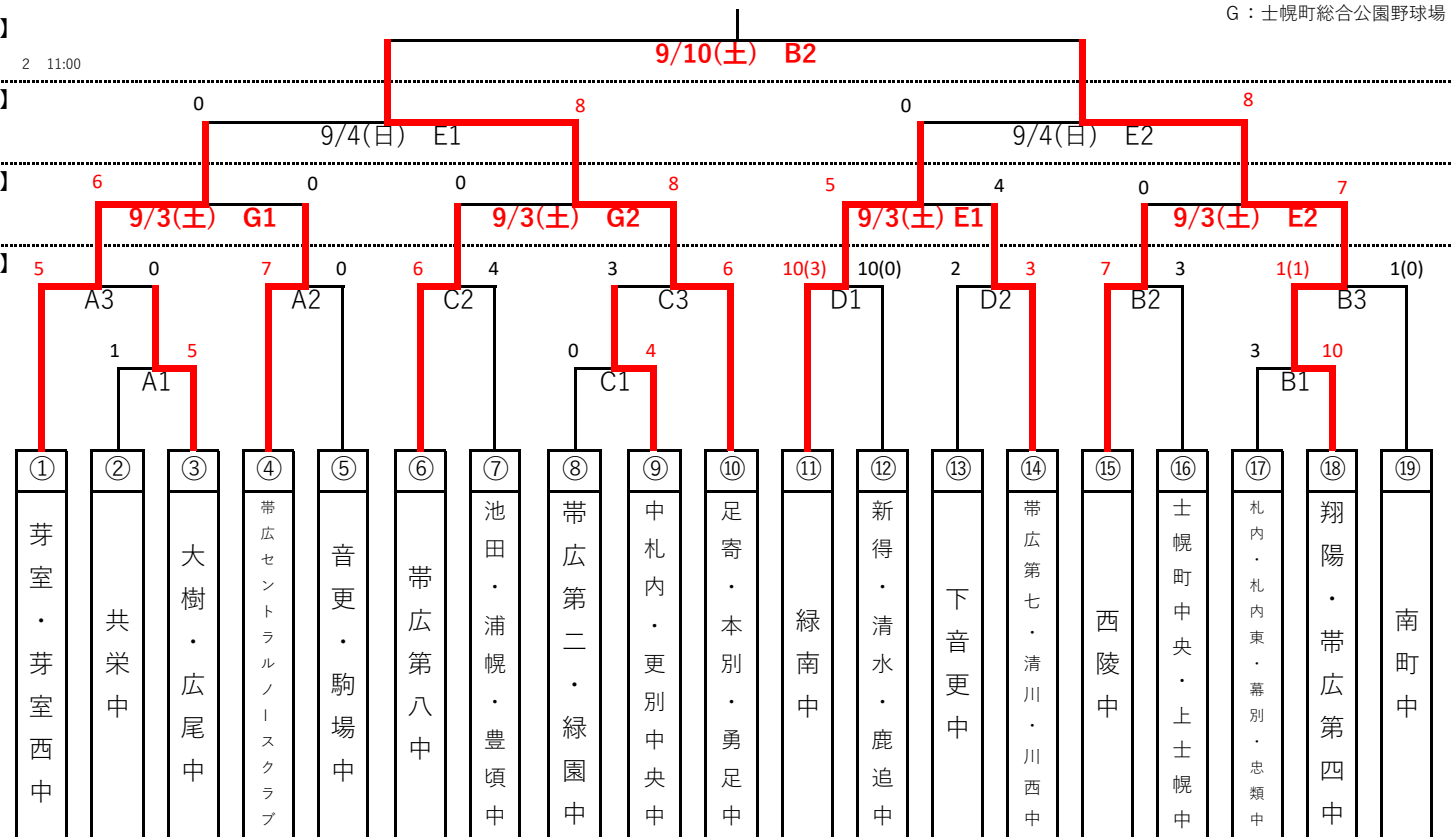 G：士幌町総合公園野球場
】
9/10(土) B2
2 11:00
】
0 8 0 8
9/4(日) E1 9/4(日) E2
】
6 0 0 8 5 4 0 7
9/3(土) G1 9/3(土) G2 9/3(土) E1 9/3(土) E2
】
5 0 7 0 6 4 3 6 10(3) 10(0) 2 3 7 3 1(1) 1(0)
A3 A2 C2 C3 D1 D2 B2 B3
1 5 0 4 3 10
A1 C1 B1
① ② ③ ④ ⑤ ⑥ ⑦ ⑧ ⑨ ⑩ ⑪ ⑫ ⑬ ⑭ ⑮ ⑯ ⑰ ⑱ ⑲
芽室・芽室西中
共栄中
大樹・広尾中
帯広セントラルノースクラブ
音更・駒場中
帯広第八中
池田・浦幌・豊頃中
帯広第二・緑園中
中札内・更別中央中
足寄・本別・勇足中
緑南中
新得・清水・鹿追中
下音更中
帯広第七・清川・川西中
西陵中
士幌町中央・上士幌中
札内・札内東・幕別・忠類中
翔陽・帯広第四中
南町中